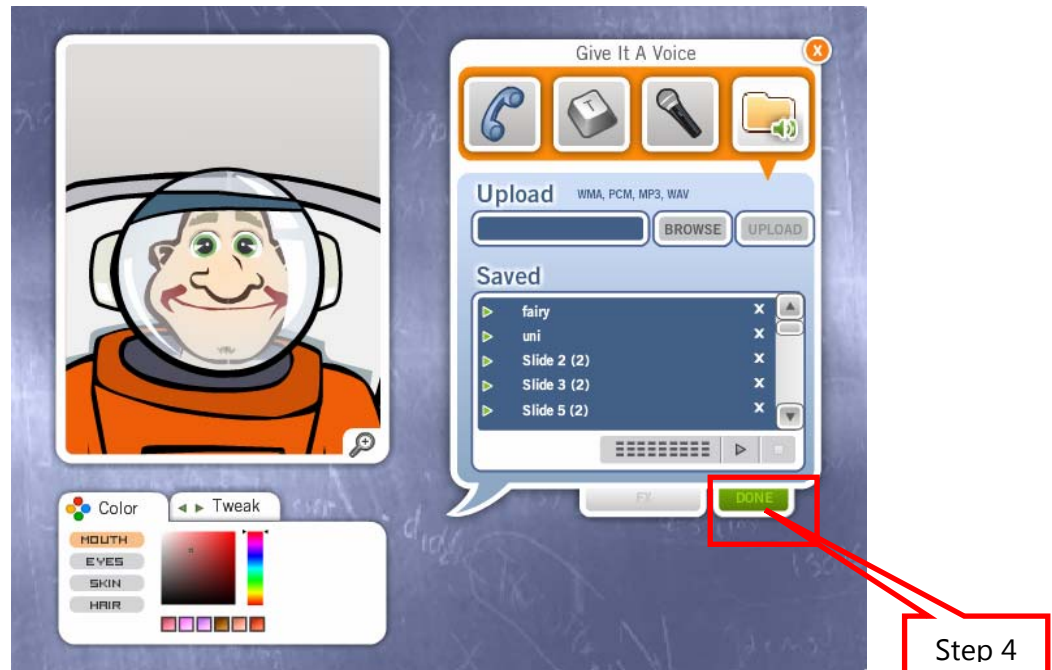 Give It A Voice
X
T
Upload WMA, PCM, MP3, WAV
BROWSE UPLOAD
Saved
fairy X
uni X
Slide 2 (2) X
Slide 3 (2) X
Slide 5 (2) X
FX DONE
Color Tweak
MOUTH
EYES
SKIN
HAIR
Step 4